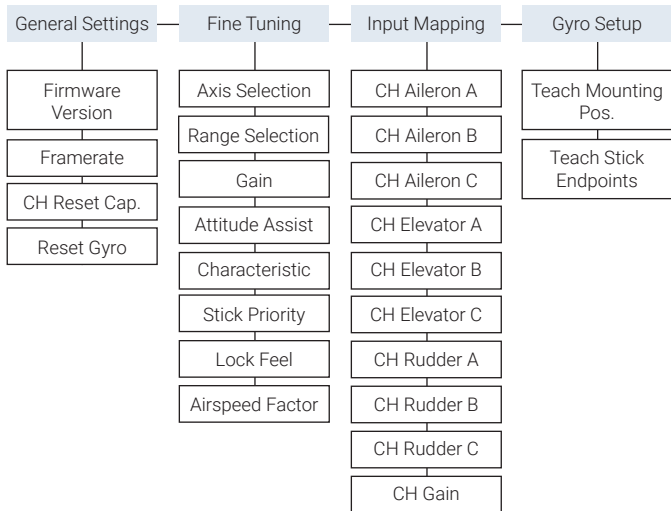 General Settings
Fine Tuning
Input Mapping
Gyro Setup
Firmware
Version
Framerate
CH Reset Cap.
Reset Gyro
Axis Selection
Range Selection
Gain
Attitude Assist
Characteristic
Stick Priority
Lock Feel
Airspeed Factor
CH Aileron A
CH Aileron B
CH Aileron C
CH Elevator A
CH Elevator B
CH Elevator C
CH Rudder A
CH Rudder B
CH Rudder C
CH Gain
Teach Mounting
Pos.
Teach Stick
Endpoints